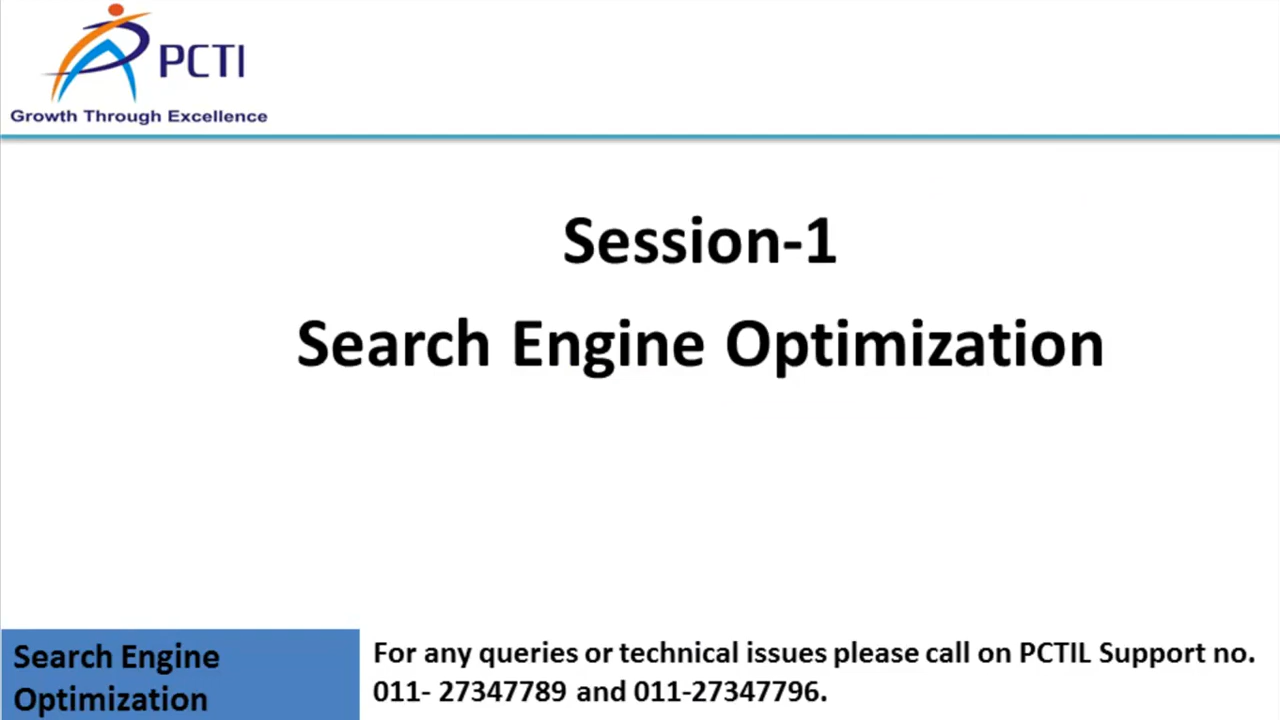 PCTI
Growth Through Excellence
Session-1
Search Engine Optimization
Search Engine
Optimization
For any queries or technical issues please call on PCTIL Support no.
011- 27347789 and 011-27347796.